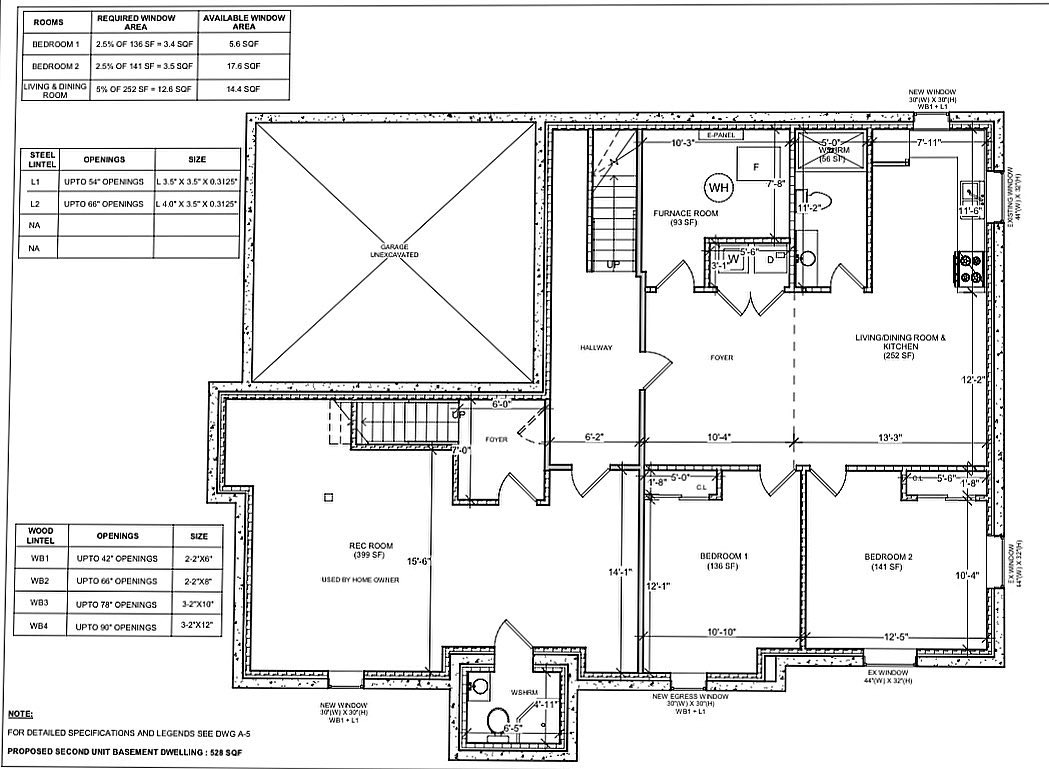 ROOMS
REQUIRED WINDOW AREA
AVAILABLE WINDOW AREA
BEDROOM 1
2.5% OF 136 SF = 3.4 SQF
5.6 SQF
BEDROOM 2
2.5% OF 141 SF = 3.5 SQF
17.6 SQF
LIVING & DINING ROOM
5% OF 252 SF = 12.6 SQF
14.4 SQF
STEEL LINTEL
OPENINGS
SIZE
L1
UPTO 54" OPENINGS
L 3.5" X 3.5" X 0.3125"
L2
UPTO 66" OPENINGS
L 4.0" X 3.5" X 0.3125"
NA
NA
WOOD LINTEL
OPENINGS
SIZE
WB1
UPTO 42" OPENINGS
2-2"X6"
WB2
UPTO 66" OPENINGS
2-2"X8"
WB3
UPTO 78" OPENINGS
3-2"X10"
WB4
UPTO 90" OPENINGS
3-2"X12"
NEW WINDOW
30"(W) X 30"(H)
WB1 + L1
E-PANEL
10'-3"
5'-0"
7'-11"
WSHRM
(56 SF)
F
7'-8"
WH
FURNACE ROOM
(93 SF)
11'-2"
11'-6"
EXISTING WINDOW
44"(W) X 32"(H)
GARAGE
UNEXCAVATED
UP
5'-6"
3'-1"
W
D
HALLWAY
FOYER
LIVING/DINING ROOM &
KITCHEN
(252 SF)
12'-2"
6'-0"
UP
FOYER
7'-0"
6'-2"
10'-4"
13'-3"
5'-0"
1'-8"
C.L
C.L
5'-6"
1'-8"
REC ROOM
(399 SF)
USED BY HOME OWNER
15'-6"
14'-1"
12'-1"
BEDROOM 1
(136 SF)
BEDROOM 2
(141 SF)
10'-4"
EX WINDOW
44"(W) X 32"(H)
10'-10"
12'-5"
EX WINDOW
44"(W) X 32"(H)
WSHRM
4'-11"
6'-5"
NEW WINDOW
30"(W) X 30"(H)
WB1 + L1
NEW EGRESS WINDOW
30"(W) X 30"(H)
WB1 + L1
NOTE:
FOR DETAILED SPECIFICATIONS AND LEGENDS SEE DWG A-5
PROPOSED SECOND UNIT BASEMENT DWELLING : 528 SQF